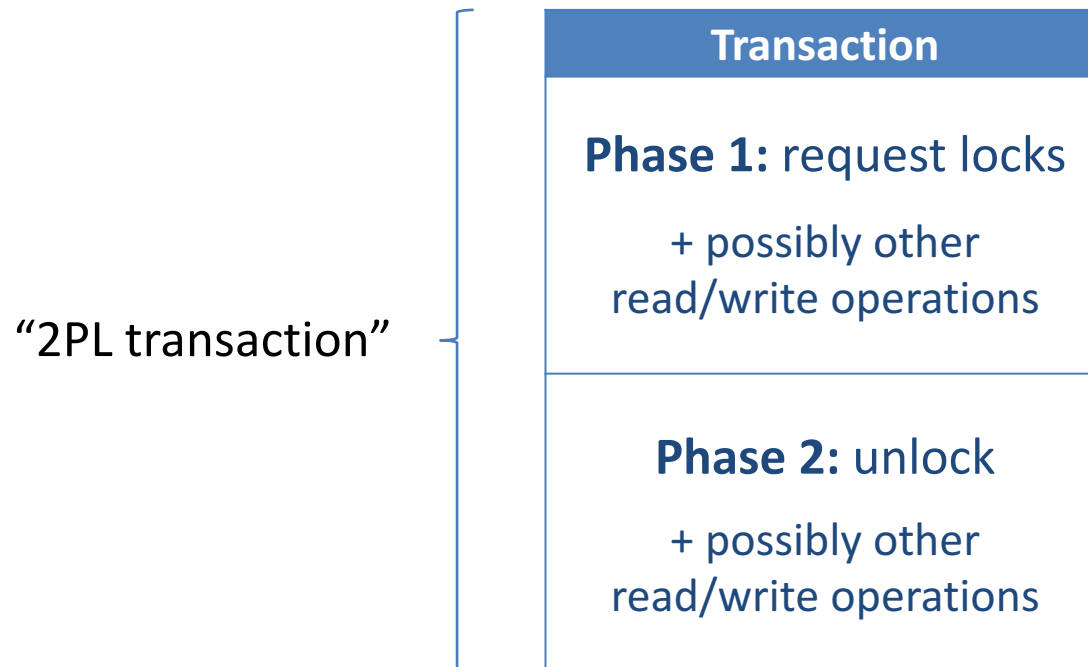 Transaction
Phase 1: request locks
+ possibly other
read/write operations
“2PL transaction”
Phase 2: unlock
+ possibly other
read/write operations